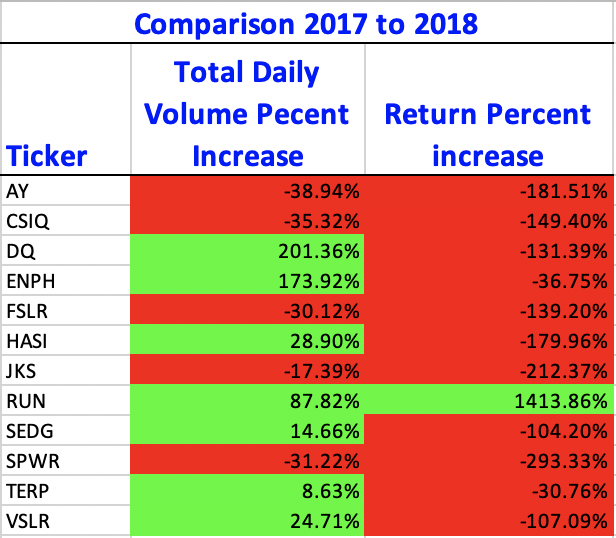 Comparison 2017 to 2018
Ticker Total Daily Volume Pecent Increase Return Percent increase
AY -38.94% -181.51%
CSIQ -35.32% -149.40%
DQ 201.36% -131.39%
ENPH 173.92% -36.75%
FSLR -30.12% -139.20%
HASI 28.90% -179.96%
JKS -17.39% -212.37%
RUN 87.82% 1413.86%
SEDG 14.66% -104.20%
SPWR -31.22% -293.33%
TERP 8.63% -30.76%
VSLR 24.71% -107.09%